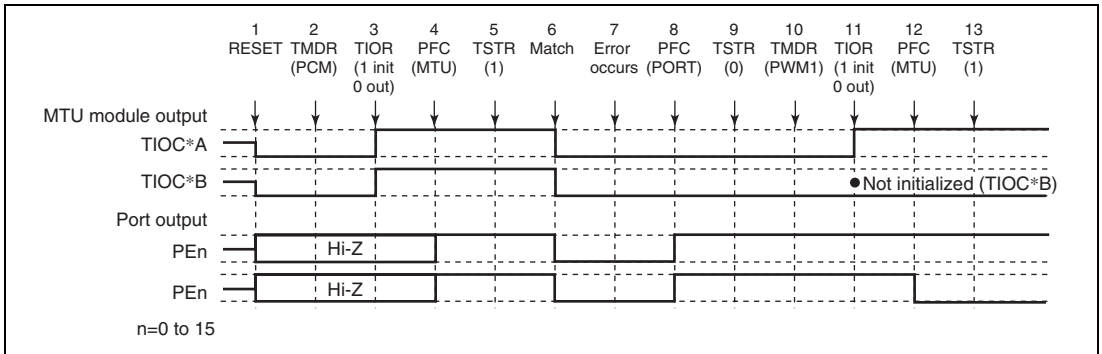 1 2 3 4 5 6 7 8 9 10 11 12 13
RESET TMDR TIOR PFC TSTR Match Error PFC TSTR TMDR TIOR PFC TSTR
(PCM) (1 init (MTU) (1) occurs (PORT) (0) (PWM1) (1 init (MTU) (1)
0 out) 0 out)
MTU module output
TIOC*A
TIOC*B
●Not initialized (TIOC*B)
Port output
PEn
Hi-Z
PEn
Hi-Z
n=0 to 15